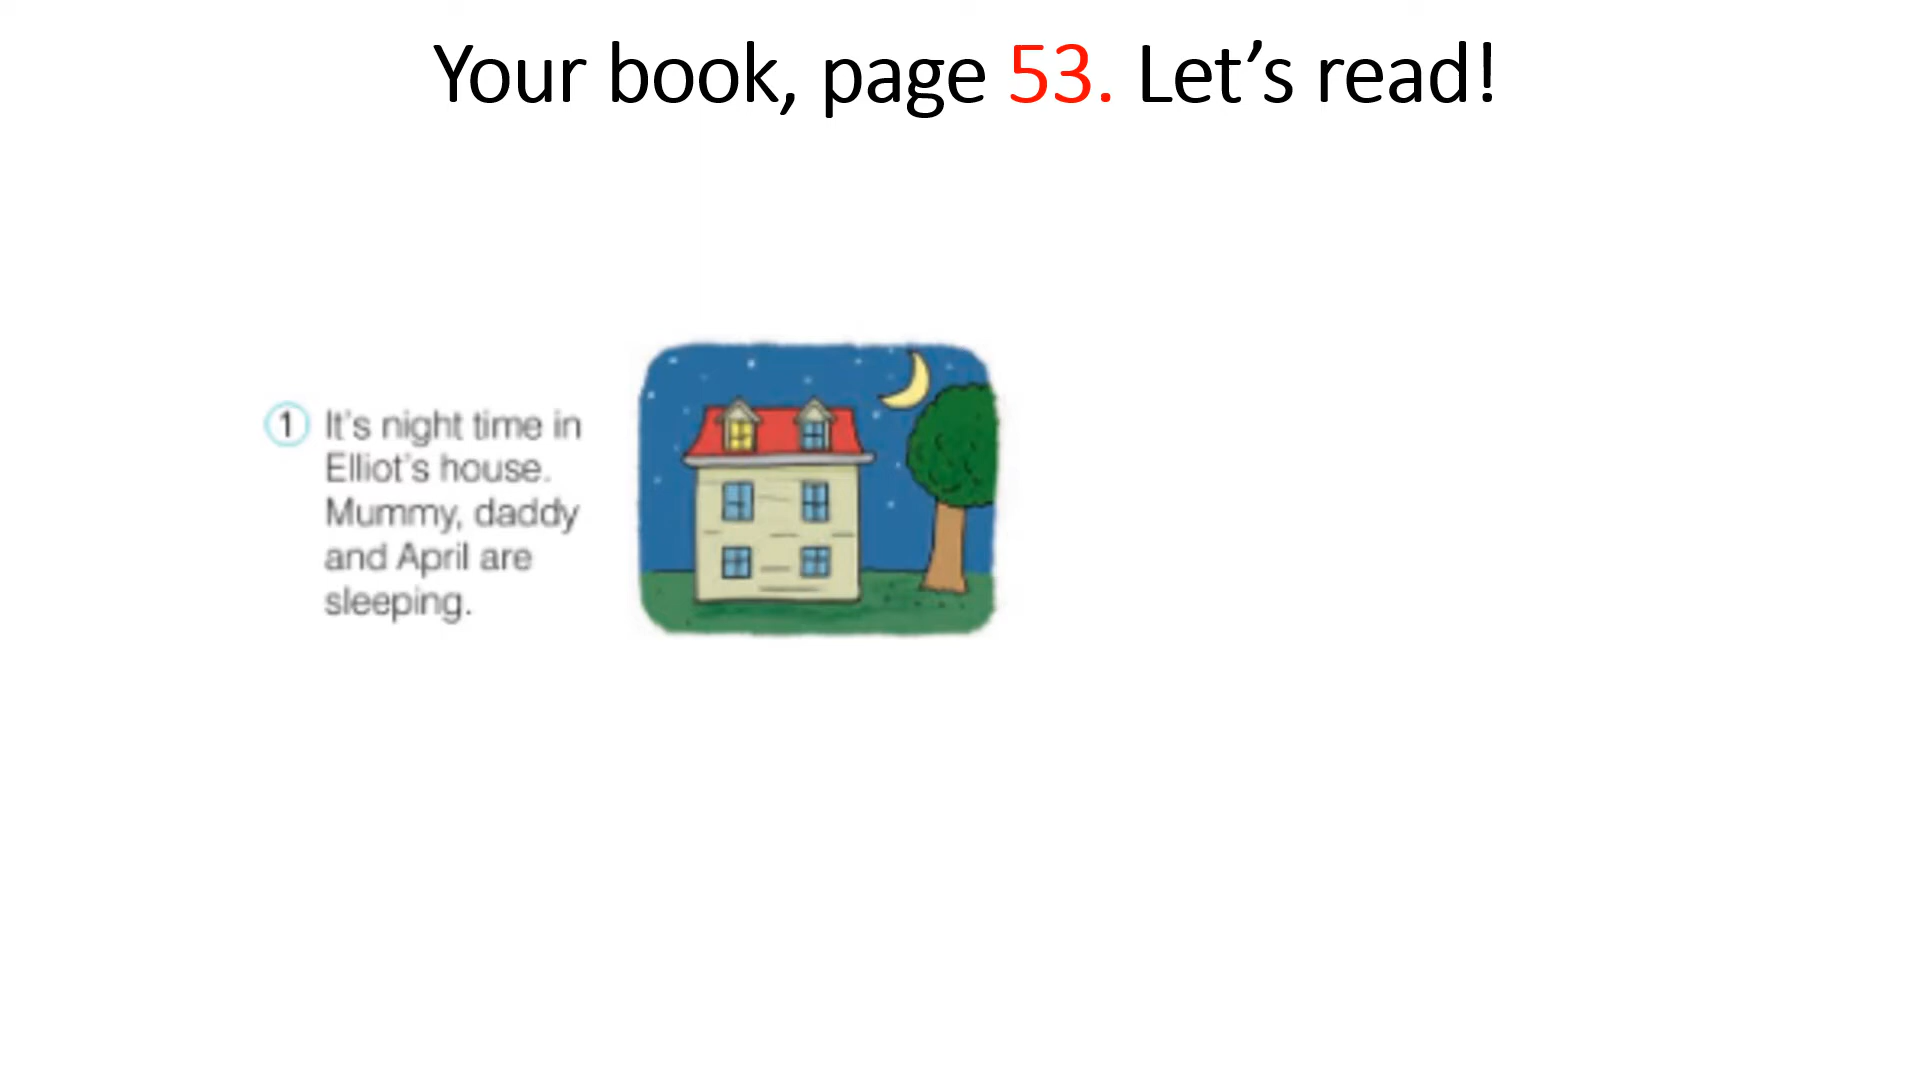 Your book, page 53. Let’s read!
1 It's night time in
Elliot's house.
Mummy, daddy
and April are
sleeping.